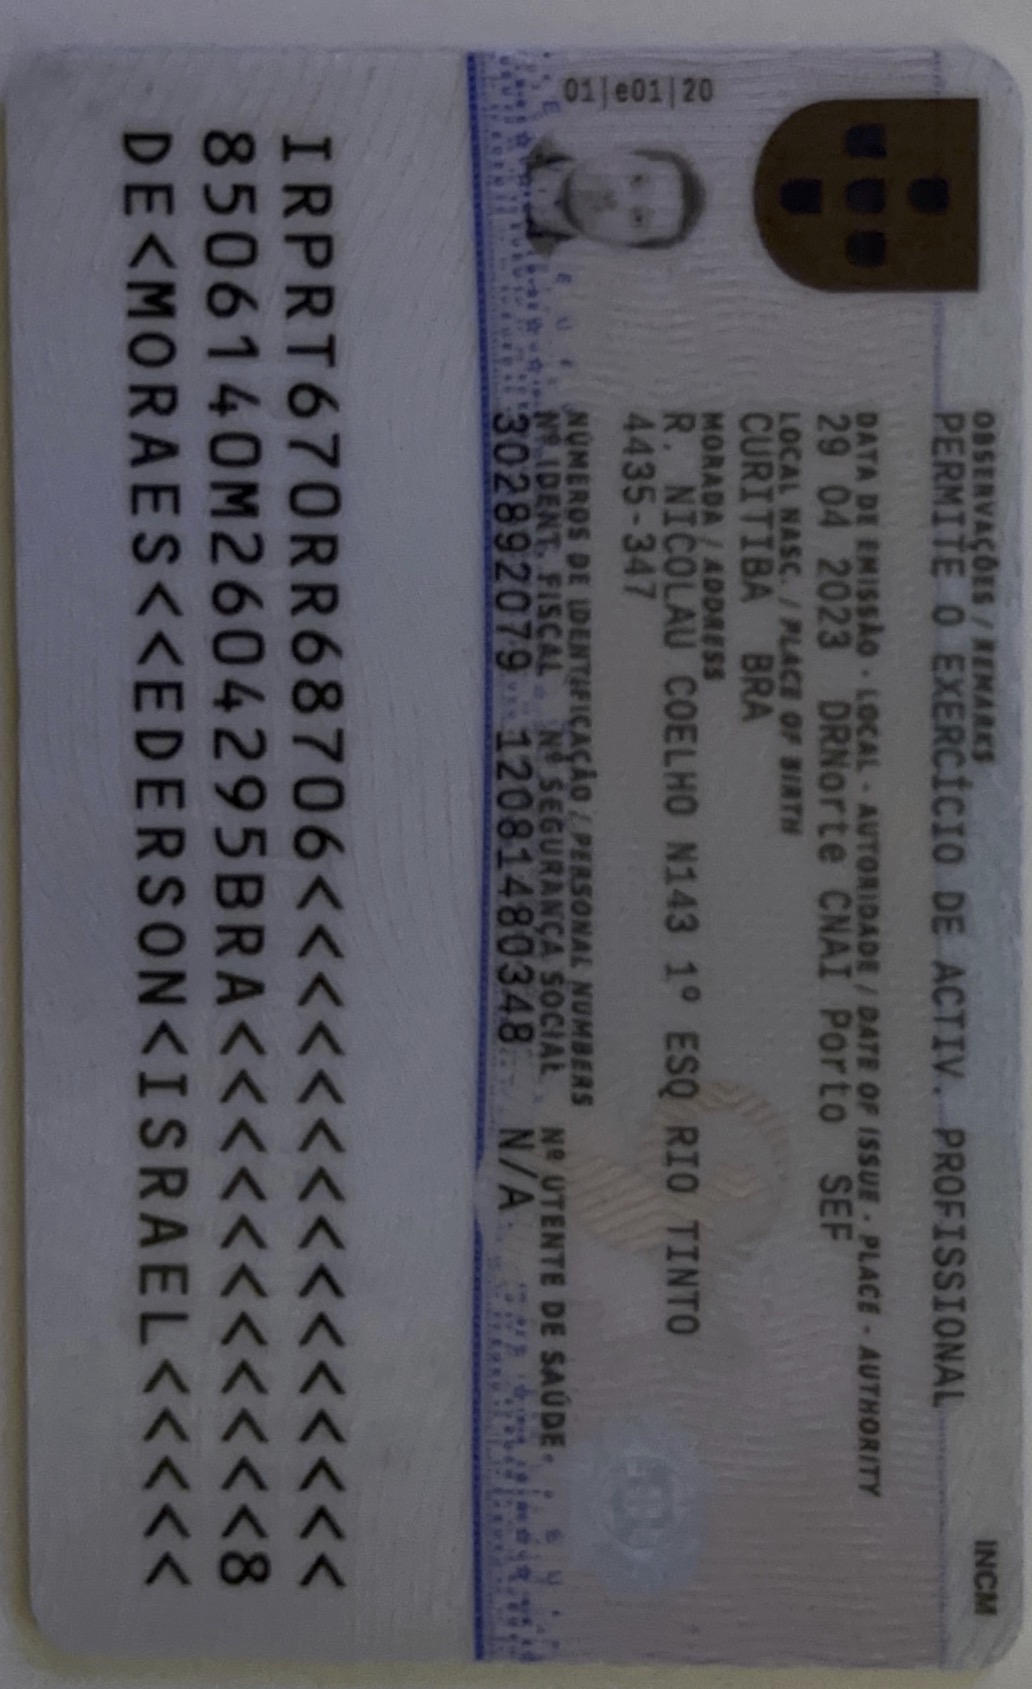 OBSERVAÇÕES / REMARKS
INCM
PERMITE O EXERCÍCIO DE ACTIV. PROFISSIONAL
DATA DE EMISSÃO - LOCAL - AUTORIDADE / DATE OF ISSUE - PLACE - AUTHORITY
29 04 2023 DRNorte CNAI Porto SEF
LOCAL NASC. / PLACE OF BIRTH
CURITIBA BRA
MORADA / ADDRESS
R. NICOLAU COELHO N143 1º ESQ RIO TINTO
4435-347
01|e01|20
NÚMEROS DE IDENTIFICAÇÃO / PERSONAL NUMBERS
Nº IDENT. FISCAL Nº SEGURANÇA SOCIAL Nº UTENTE DE SAÚDE
302892079 12081480348 N/A
IRPRT670RR68706<<<<<<<<<<<<<<<
8506140M2604295BRA<<<<<<<<<<<8
DE<MORAES<<EDERSON<ISRAEL<<<<<